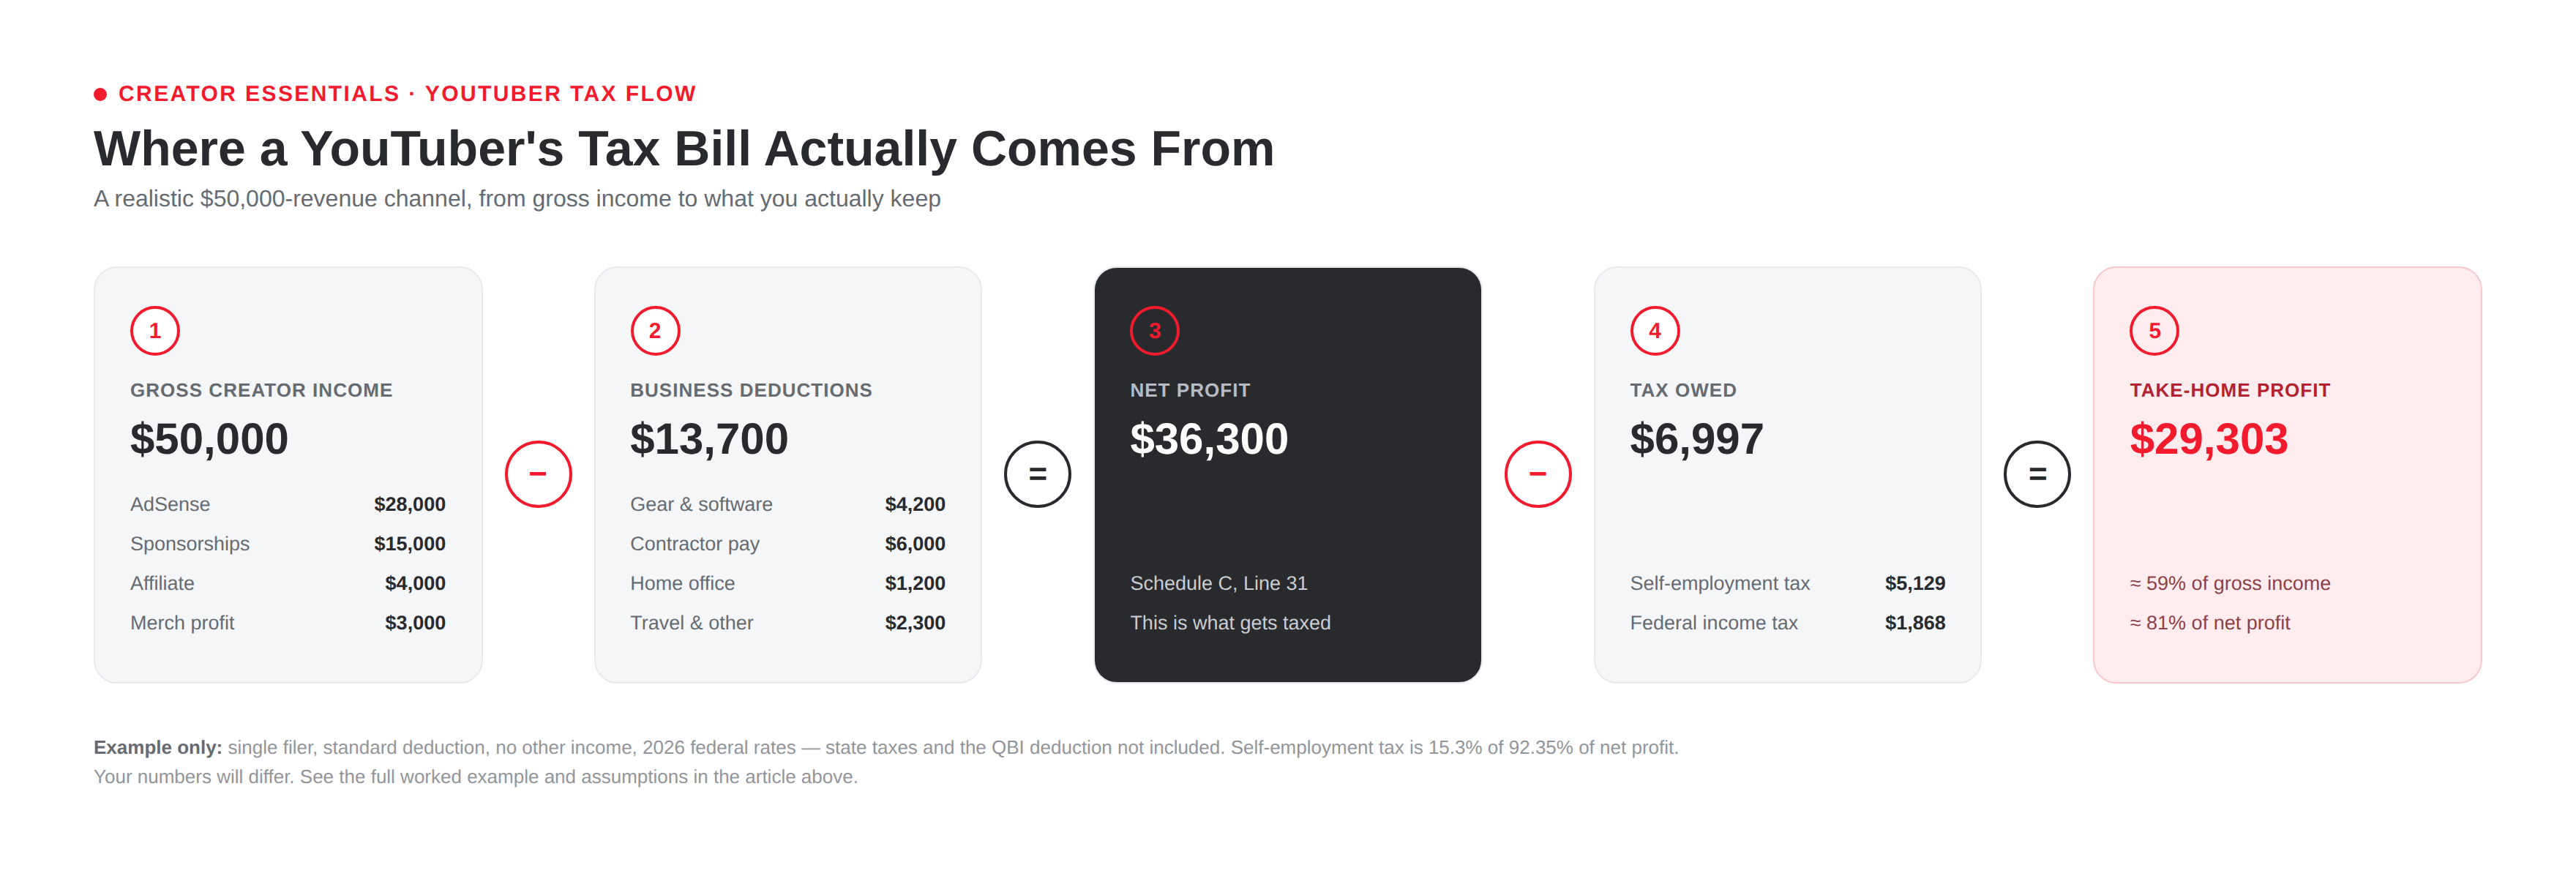 CREATOR ESSENTIALS · YOUTUBER TAX FLOW
Where a YouTuber's Tax Bill Actually Comes From
A realistic $50,000-revenue channel, from gross income to what you actually keep
1
GROSS CREATOR INCOME
$50,000
AdSense $28,000
Sponsorships $15,000
Affiliate $4,000
Merch profit $3,000
−
2
BUSINESS DEDUCTIONS
$13,700
Gear & software $4,200
Contractor pay $6,000
Home office $1,200
Travel & other $2,300
=
3
NET PROFIT
$36,300
Schedule C, Line 31
This is what gets taxed
−
4
TAX OWED
$6,997
Self-employment tax $5,129
Federal income tax $1,868
=
5
TAKE-HOME PROFIT
$29,303
≈ 59% of gross income
≈ 81% of net profit
Example only: single filer, standard deduction, no other income, 2026 federal rates — state taxes and the QBI deduction not included. Self-employment tax is 15.3% of 92.35% of net profit.
Your numbers will differ. See the full worked example and assumptions in the article above.